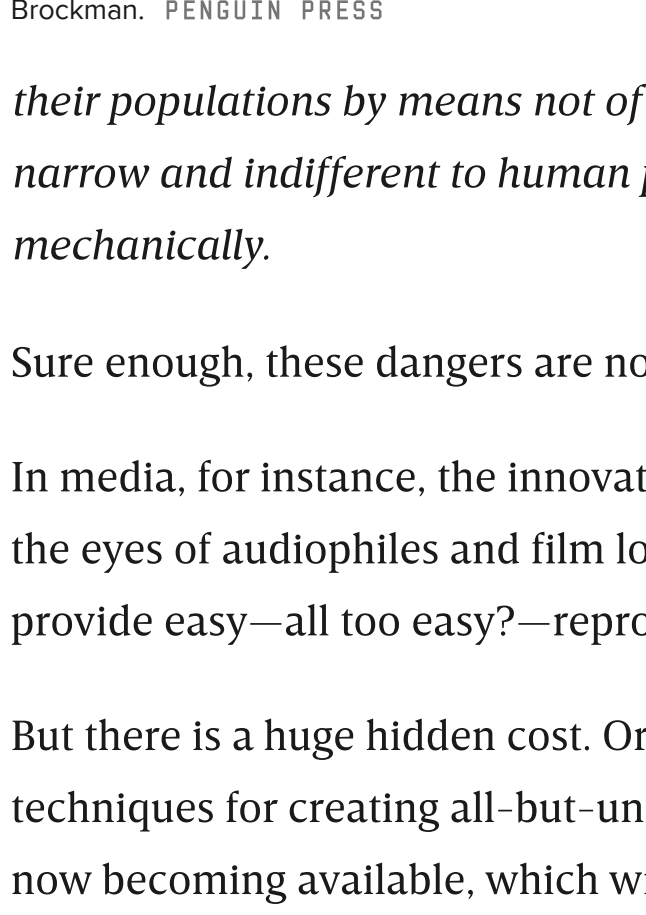 Brockman. PENGUIN PRESS
their populations by means not of
narrow and indifferent to human
mechanically.
Sure enough, these dangers are no
In media, for instance, the innovat
the eyes of audiophiles and film lo
provide easy—all too easy?—repro
But there is a huge hidden cost. Or
techniques for creating all-but-un
now becoming available, which wi